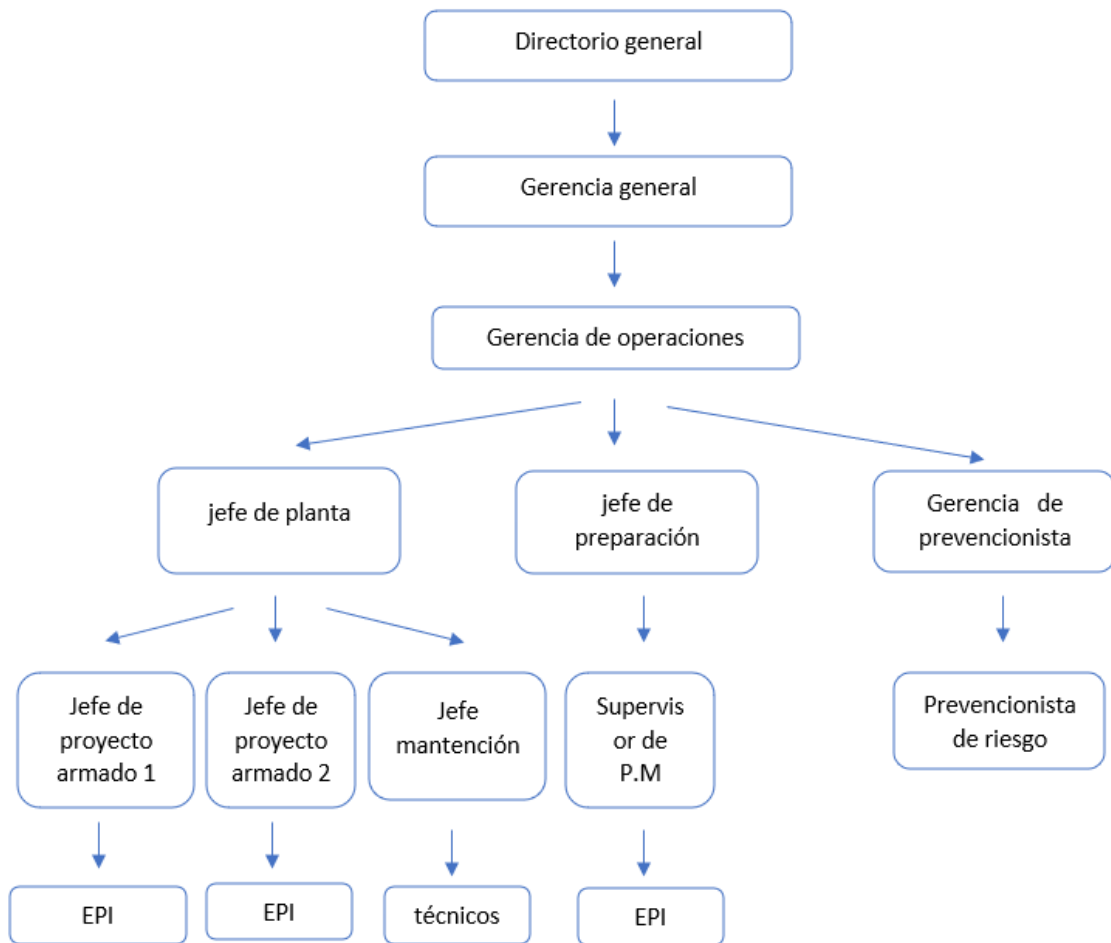 Directorio general
Gerencia general
Gerencia de operaciones
jefe de planta
jefe de
preparación
Gerencia de
prevencionista
Jefe de
proyecto
armado 1
Jefe de
proyecto
armado 2
Jefe
mantención
Supervis
or de
P.M
Prevencionista
de riesgo
EPI
EPI
técnicos
EPI